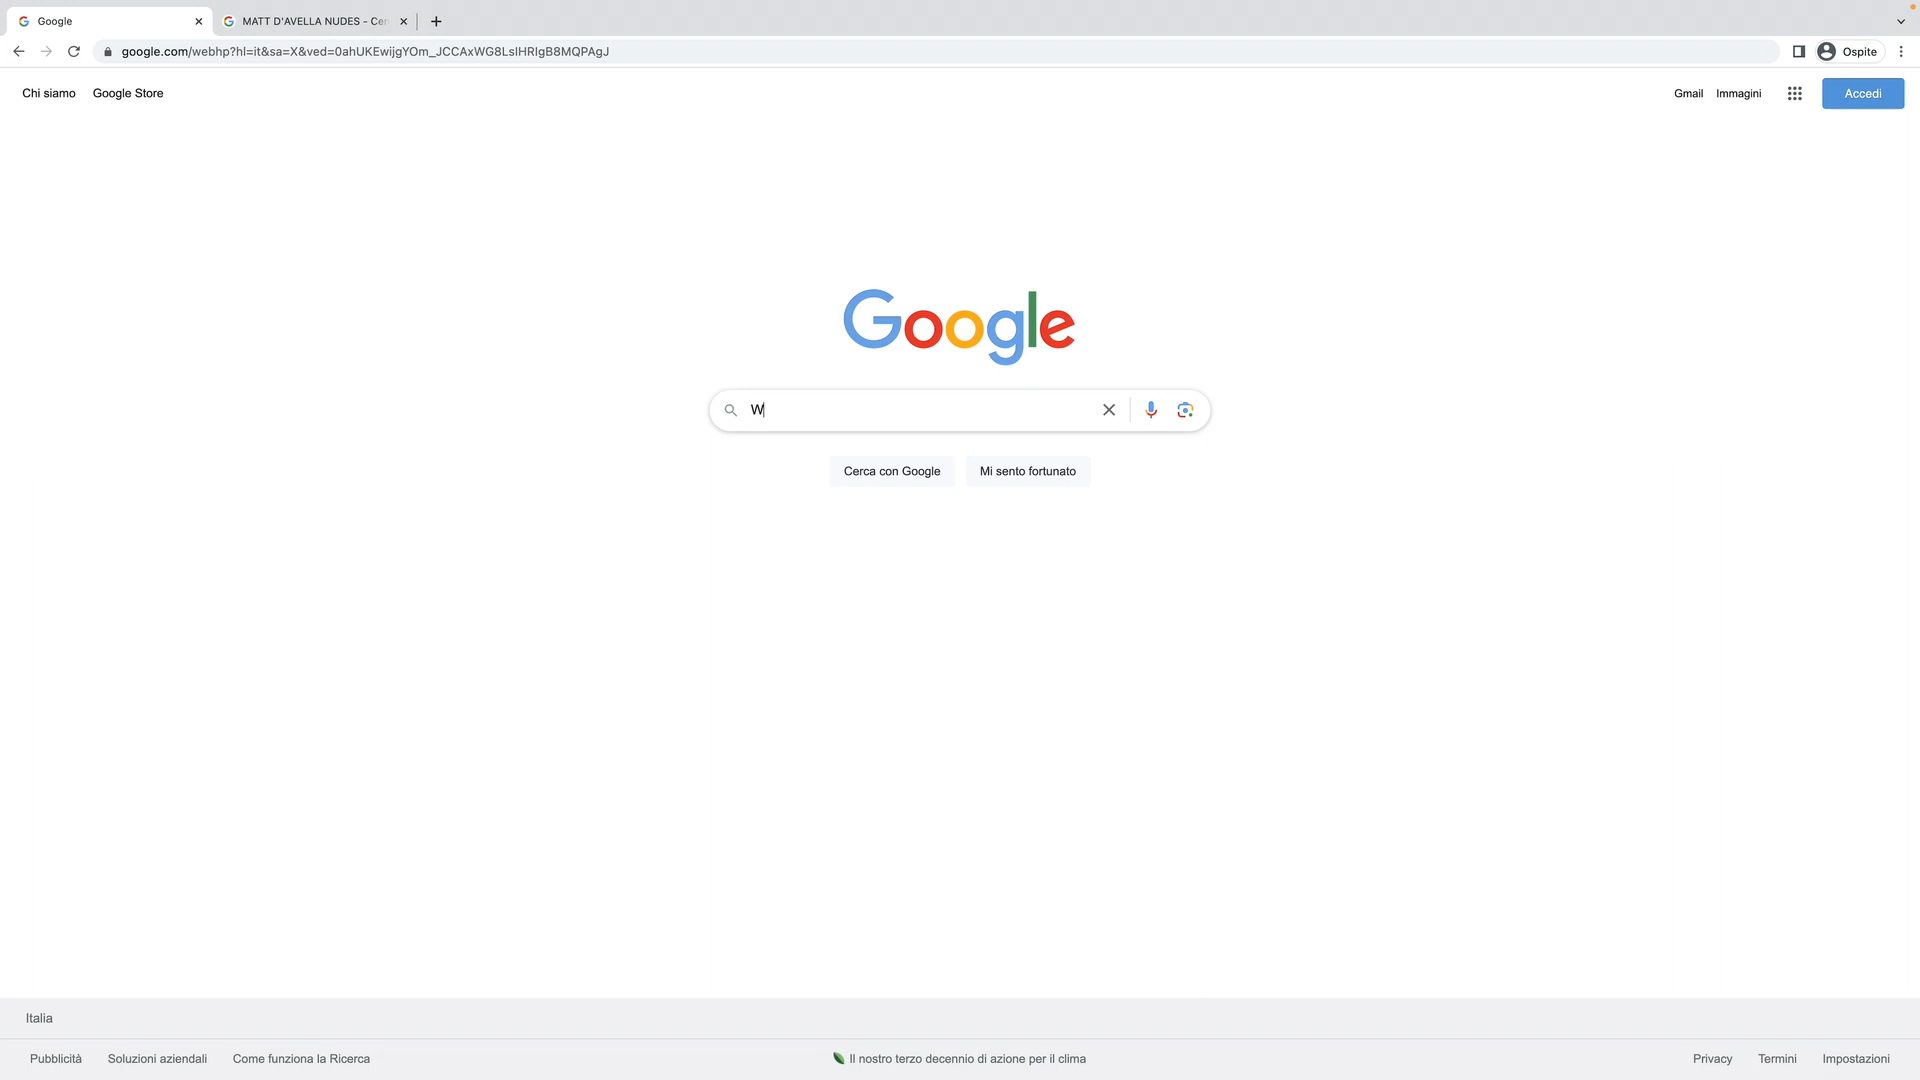 Google
MATT D'AVELLA NUDES - Cer
google.com/webhp?hl=it&sa=X&ved=0ahUKEwijgYOm_JCCAxWG8LsIHRIgB8MQPAgJ
Ospite
Chi siamo
Google Store
Gmail
Immagini
Accedi
Google
W
Cerca con Google
Mi sento fortunato
Italia
Pubblicità
Soluzioni aziendali
Come funziona la Ricerca
Il nostro terzo decennio di azione per il clima
Privacy
Termini
Impostazioni